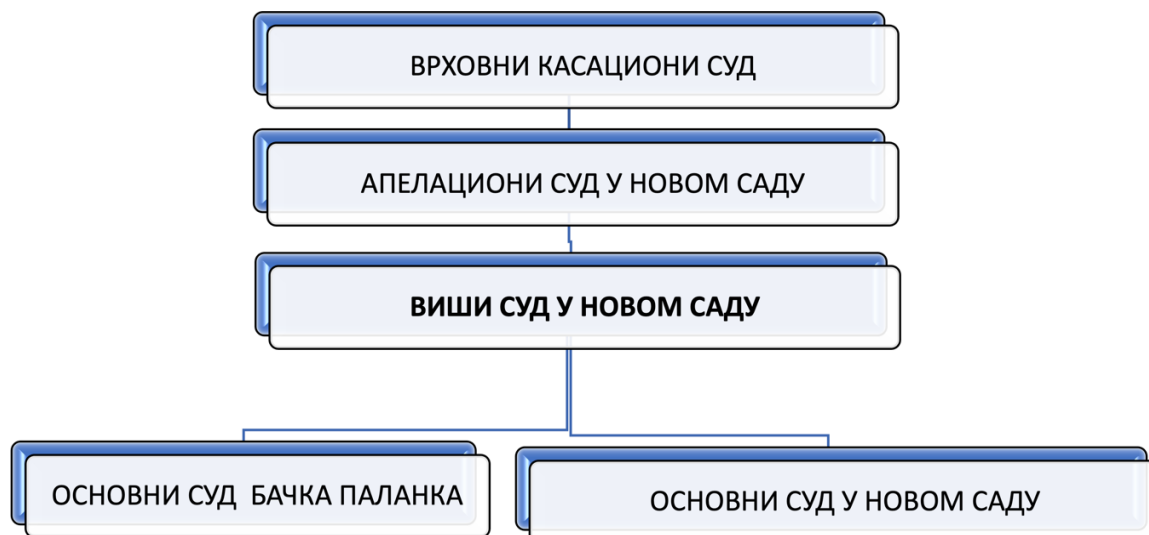 ВРХОВНИ КАСАЦИОНИ СУД
АПЕЛАЦИОНИ СУД У НОВОМ САДУ
ВИШИ СУД У НОВОМ САДУ
ОСНОВНИ СУД БАЧКА ПАЛАНКА
ОСНОВНИ СУД У НОВОМ САДУ